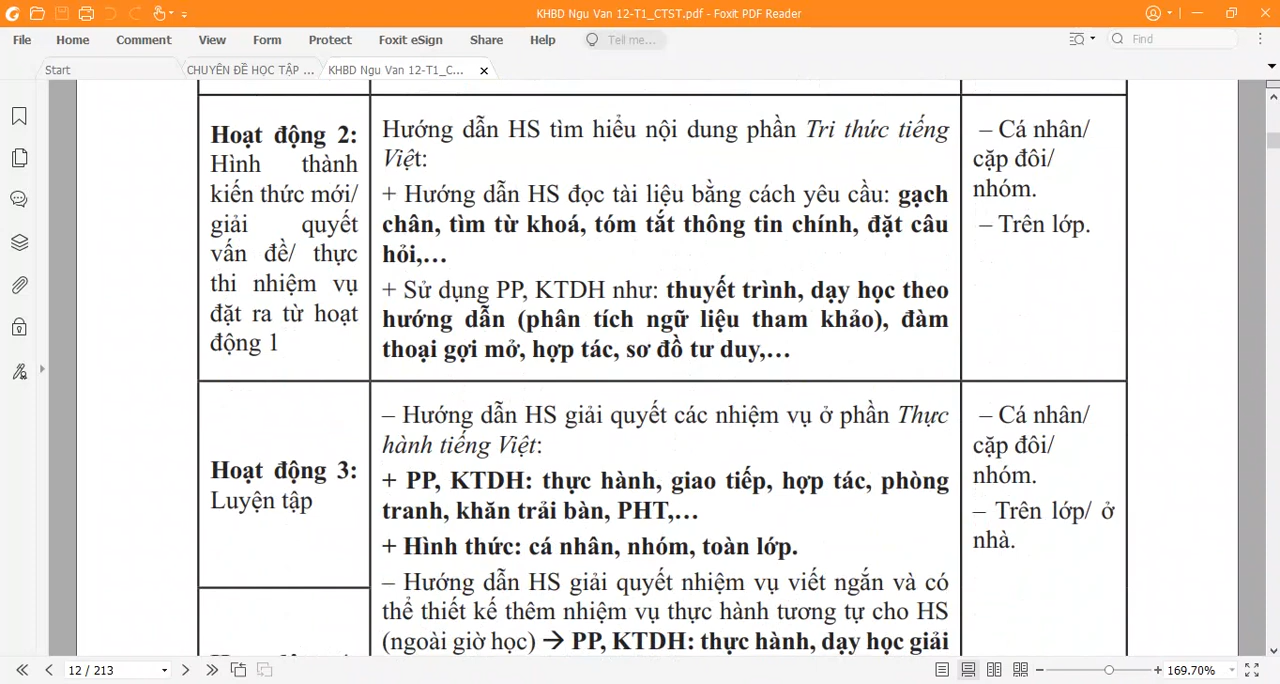 KHBD Ngu Van 12-T1_CTST.pdf - Foxit PDF Reader
File Home Comment View Form Protect Foxit eSign Share Help Tell me... Find
Start CHUYÊN ĐỀ HỌC TẬP ... KHBD Ngu Van 12-T1_C...
Hoạt động 2:
Hình thành
kiến thức mới/
giải quyết
vấn đề/ thực
thi nhiệm vụ
đặt ra từ hoạt
động 1
Hướng dẫn HS tìm hiểu nội dung phần Tri thức tiếng
Việt:
+ Hướng dẫn HS đọc tài liệu bằng cách yêu cầu: gạch
chân, tìm từ khoá, tóm tắt thông tin chính, đặt câu
hỏi,…
+ Sử dụng PP, KTDH như: thuyết trình, dạy học theo
hướng dẫn (phân tích ngữ liệu tham khảo), đàm
thoại gợi mở, hợp tác, sơ đồ tư duy,…
– Cá nhân/
cặp đôi/
nhóm.
– Trên lớp.
Hoạt động 3:
Luyện tập
– Hướng dẫn HS giải quyết các nhiệm vụ ở phần Thực
hành tiếng Việt:
+ PP, KTDH: thực hành, giao tiếp, hợp tác, phòng
tranh, khăn trải bàn, PHT,…
+ Hình thức: cá nhân, nhóm, toàn lớp.
– Hướng dẫn HS giải quyết nhiệm vụ viết ngắn và có
thể thiết kế thêm nhiệm vụ thực hành tương tự cho HS
(ngoài giờ học) → PP, KTDH: thực hành, dạy học giải
– Cá nhân/
cặp đôi/
nhóm.
– Trên lớp/ ở
nhà.
12 / 213
169.70%